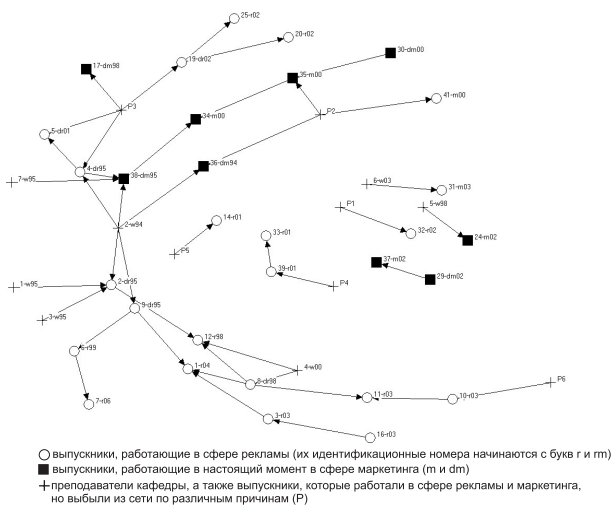 25-r02
20-r02
19-dr02
30-dm00
17-dm98
35-m00
41-m00
P3
34-m00
P2
5-dr01
36-dm94
4-dr95
38-dm95
7-w95
6-w03
31-m03
14-r01
P1
5-w98
2-w94
33-r01
32-r02
24-m02
P5
37-m02
39-r01
29-dm02
1-w95
2-dr95
P4
9-dr95
3-w95
12-r98
6-r99
1-r04
4-w00
8-dr98
P6
11-r03
10-r03
7-r06
3-r03
16-r03
выпускники, работающие в сфере рекламы (их идентификационные номера начинаются с букв r и rm)
выпускники, работающие в настоящий момент в сфере маркетинга (m и dm)
преподаватели кафедры, а также выпускники, которые работали в сфере рекламы и маркетинга,
но выбыли из сети по различным причинам (P)